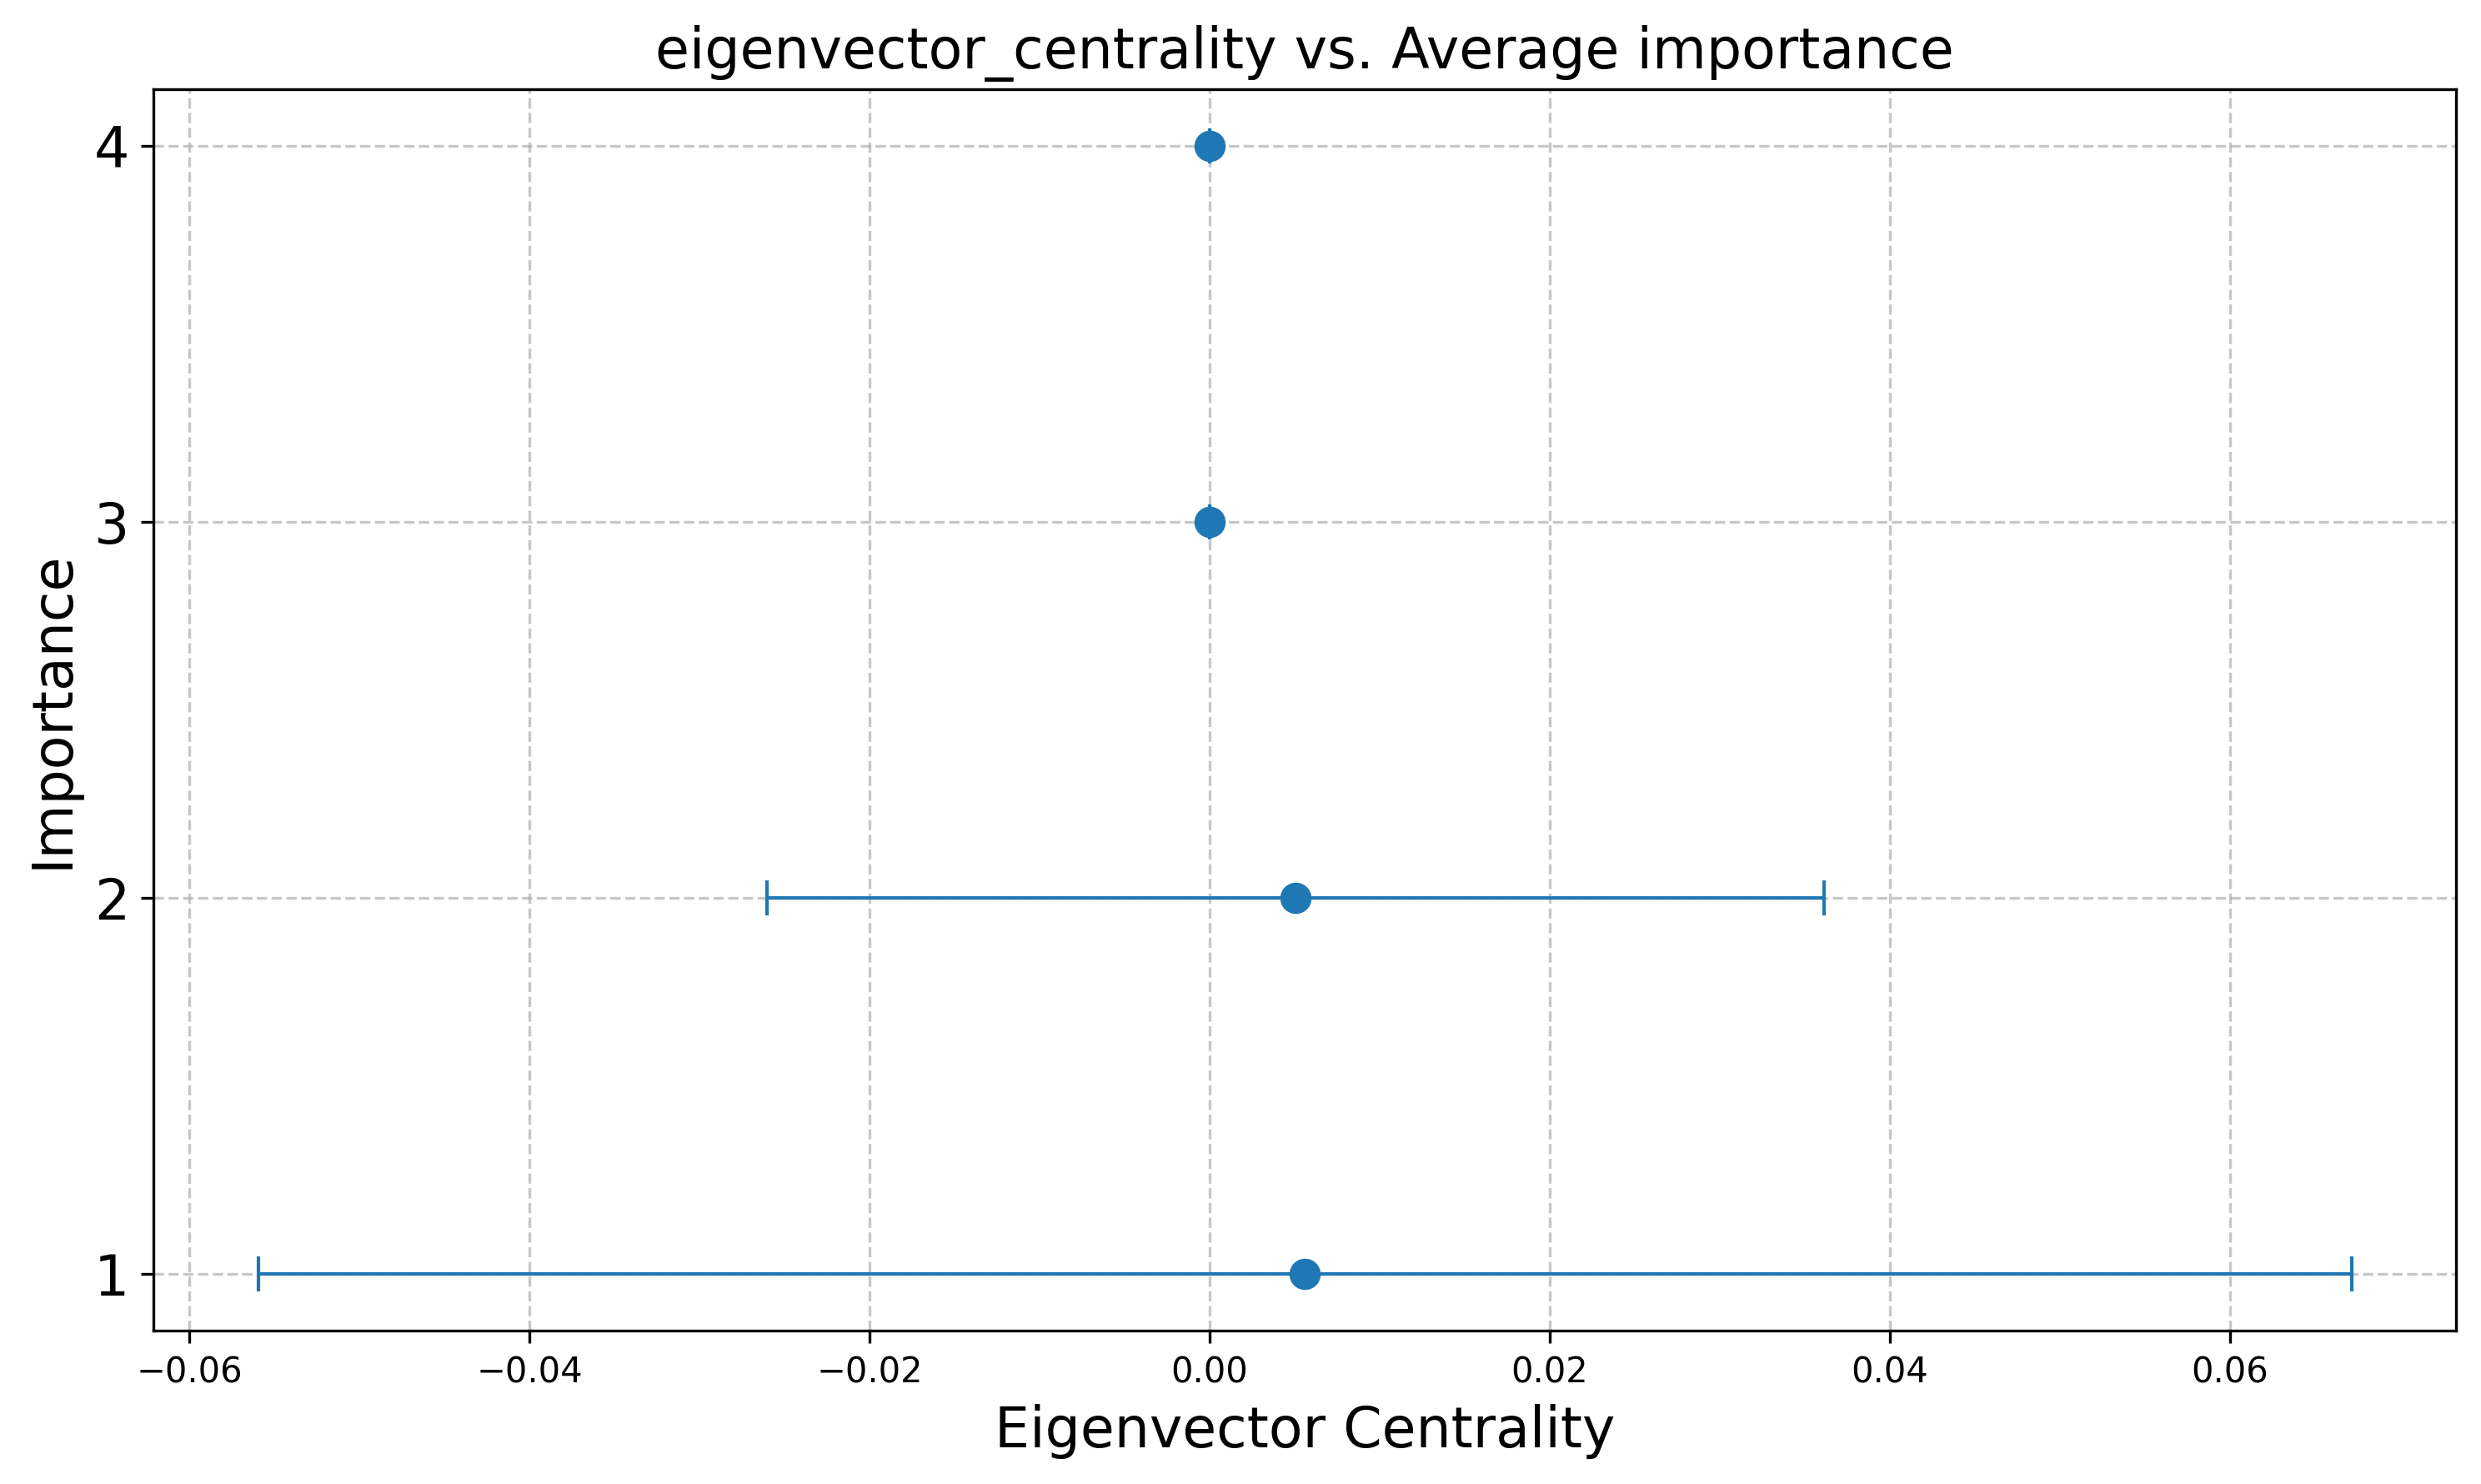 eigenvector_centrality vs. Average importance
4
3
2
1
Importance
−0.06 −0.04 −0.02 0.00 0.02 0.04 0.06
Eigenvector Centrality